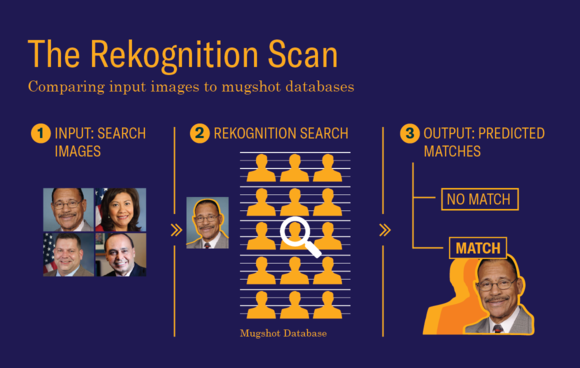 The Rekognition Scan
Comparing input images to mugshot databases
1 INPUT: SEARCH
IMAGES
2 REKOGNITION SEARCH
Mugshot Database
3 OUTPUT: PREDICTED
MATCHES
NO MATCH
MATCH